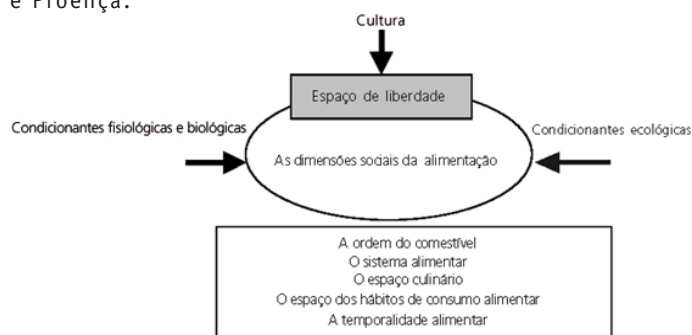 e Proença.
Cultura
Espaço de liberdade
Condicionantes fisiológicas e biológicas
Condicionantes ecológicas
As dimensões sociais da alimentação
A ordem do comestível
O sistema alimentar
O espaço culinário
O espaço dos hábitos de consumo alimentar
A temporalidade alimentar